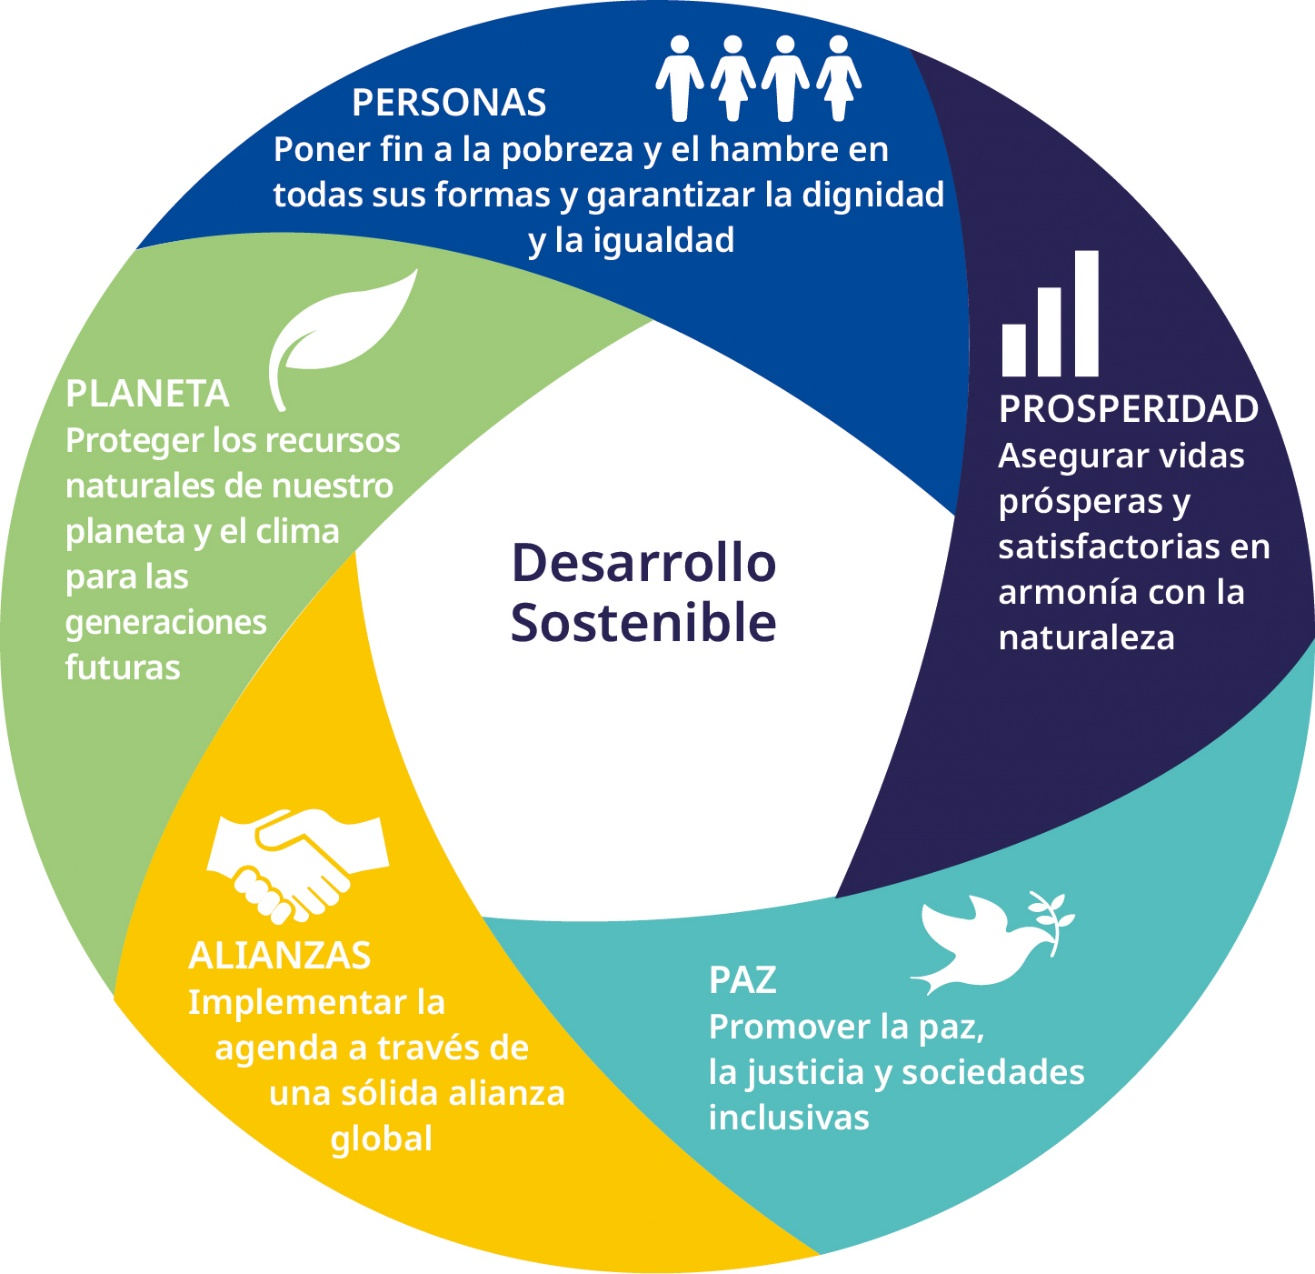 PERSONAS
Poner fin a la pobreza y el hambre en
todas sus formas y garantizar la dignidad
y la igualdad
PROSPERIDAD
Asegurar vidas
prósperas y
satisfactorias en
armonía con la
naturaleza
PLANETA
Proteger los recursos
naturales de nuestro
planeta y el clima
para las
generaciones
futuras
Desarrollo
Sostenible
ALIANZAS
Implementar la
agenda a través de
una sólida alianza
global
PAZ
Promover la paz,
la justicia y sociedades
inclusivas